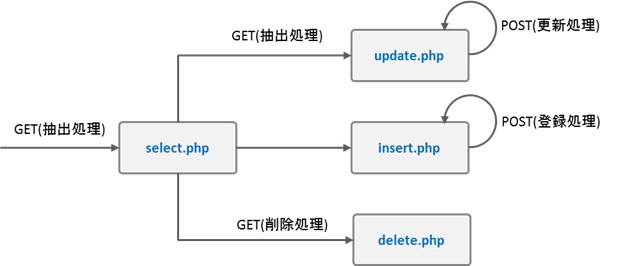 POST(更新処理)
GET(抽出処理)
update.php
GET(抽出処理)
POST(登録処理)
select.php
insert.php
GET(削除処理)
delete.php